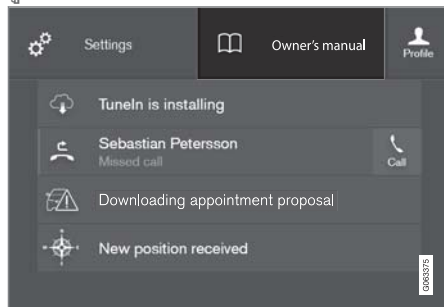 Settings
Owner's manual
Profile
TuneIn is installing
Sebastian Petersson
Missed call
Call
Downloading appointment proposal
New position received
G063375